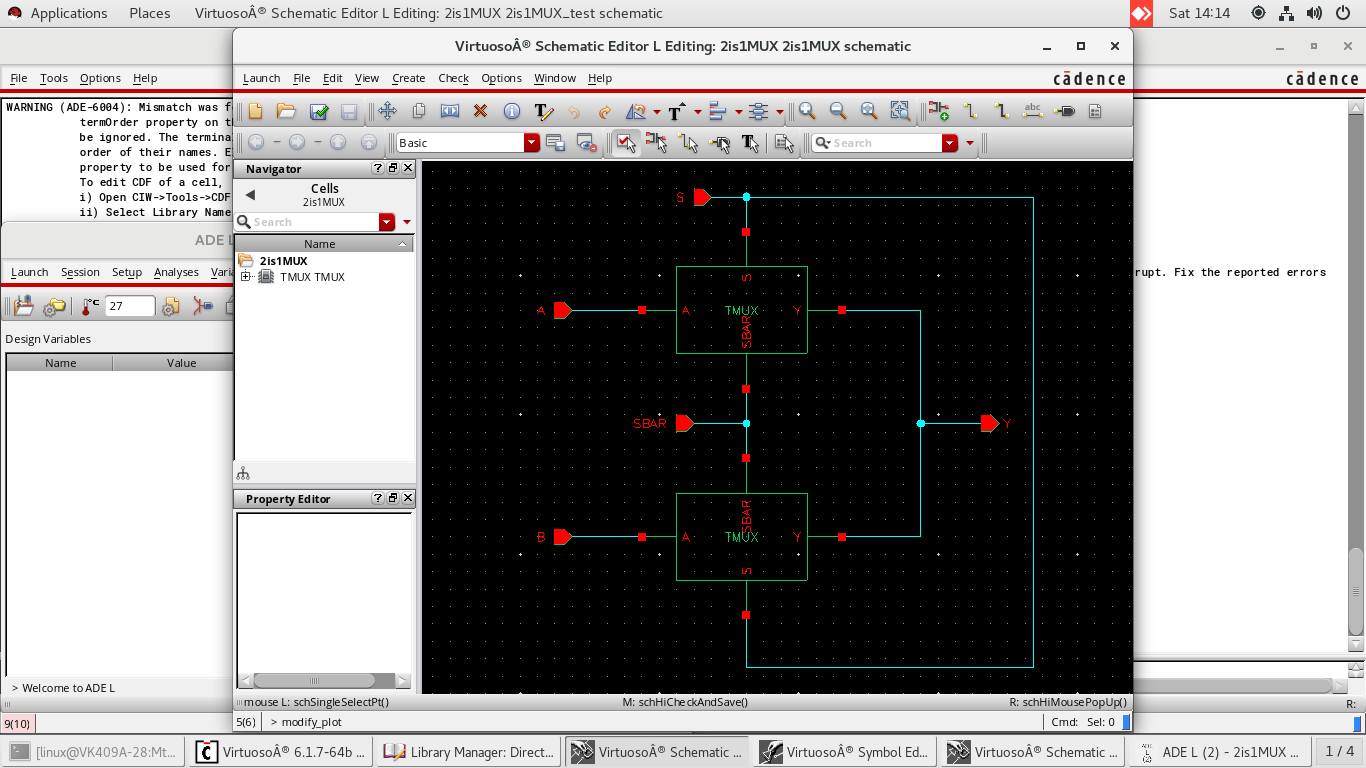 Applications Places VirtuosoÂ® Schematic Editor L Editing: 2is1MUX 2is1MUX_test schematic Sat 14:14
VirtuosoÂ® Schematic Editor L Editing: 2is1MUX 2is1MUX schematic
File Tools Options Help
Launch File Edit View Create Check Options Window Help cādence
cādence
WARNING (ADE-6004): Mismatch was f
termOrder property on t
be ignored. The termina
order of their names. E
property to be used for
To edit CDF of a cell,
i) Open CIW->Tools->CDF
ii) Select Library Name
rupt. Fix the reported errors
ADE L
Launch Session Setup Analyses Varia
27
Design Variables
Name Value
> Welcome to ADE L
9(10)
R:
Basic
Search
Navigator
Cells
2is1MUX
Search
Name
2is1MUX
TMUX TMUX
Property Editor
S
S
A
A TMUX Y
SBAR
SBAR
Y
SBAR
B
A TMUX Y
S
mouse L: schSingleSelectPt() M: schHiCheckAndSave() R: schHiMousePopUp()
5(6) > modify_plot Cmd: Sel: 0
[linux@VK409A-28:Mt... VirtuosoÂ® 6.1.7-64b ... Library Manager: Direct... VirtuosoÂ® Schematic ... VirtuosoÂ® Symbol Ed... VirtuosoÂ® Schematic ... ADE L (2) - 2is1MUX ... 1 / 4